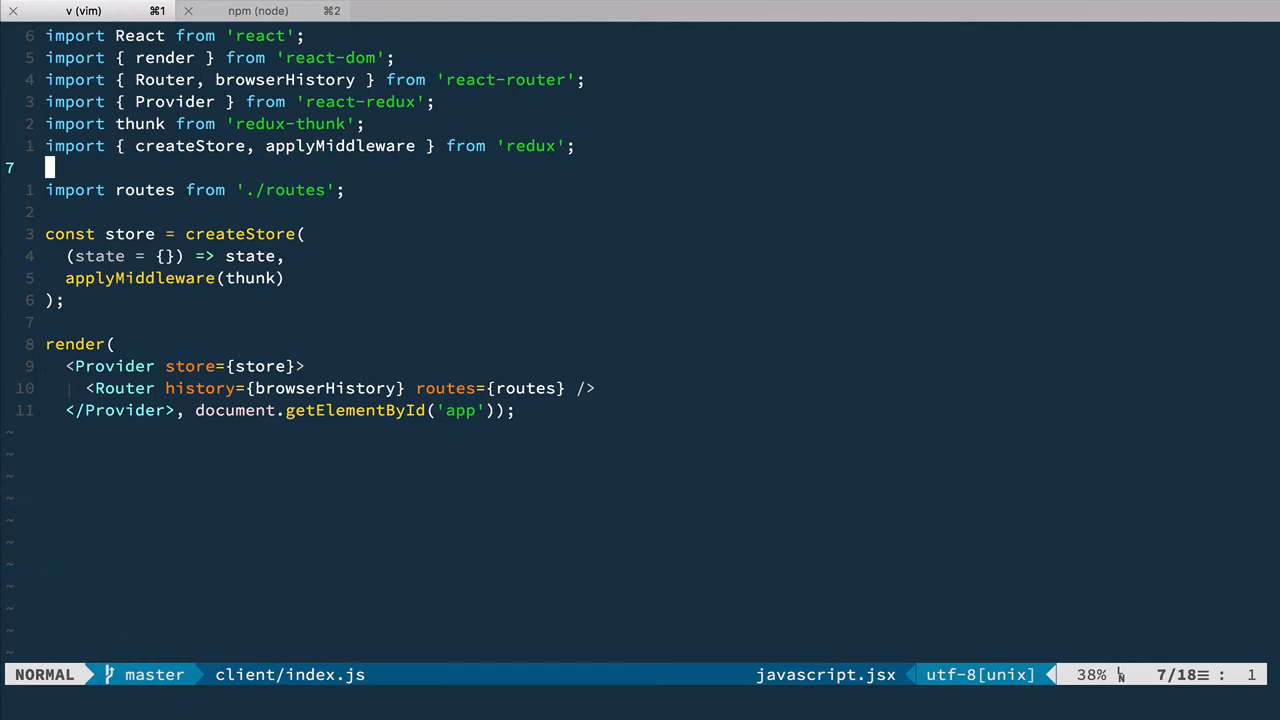 v (vim) ⌘1 npm (node) ⌘2
6 import React from 'react';
5 import { render } from 'react-dom';
4 import { Router, browserHistory } from 'react-router';
3 import { Provider } from 'react-redux';
2 import thunk from 'redux-thunk';
1 import { createStore, applyMiddleware } from 'redux';
7
1 import routes from './routes';
2
3 const store = createStore(
4   (state = {}) => state,
5   applyMiddleware(thunk)
6 );
7
8 render(
9   <Provider store={store}>
10   | <Router history={browserHistory} routes={routes} />
11   </Provider>, document.getElementById('app'));
~
~
~
~
~
~
~
~
~
~
~
NORMAL master client/index.js javascript.jsx utf-8[unix] 38% LN 7/18≡ : 1